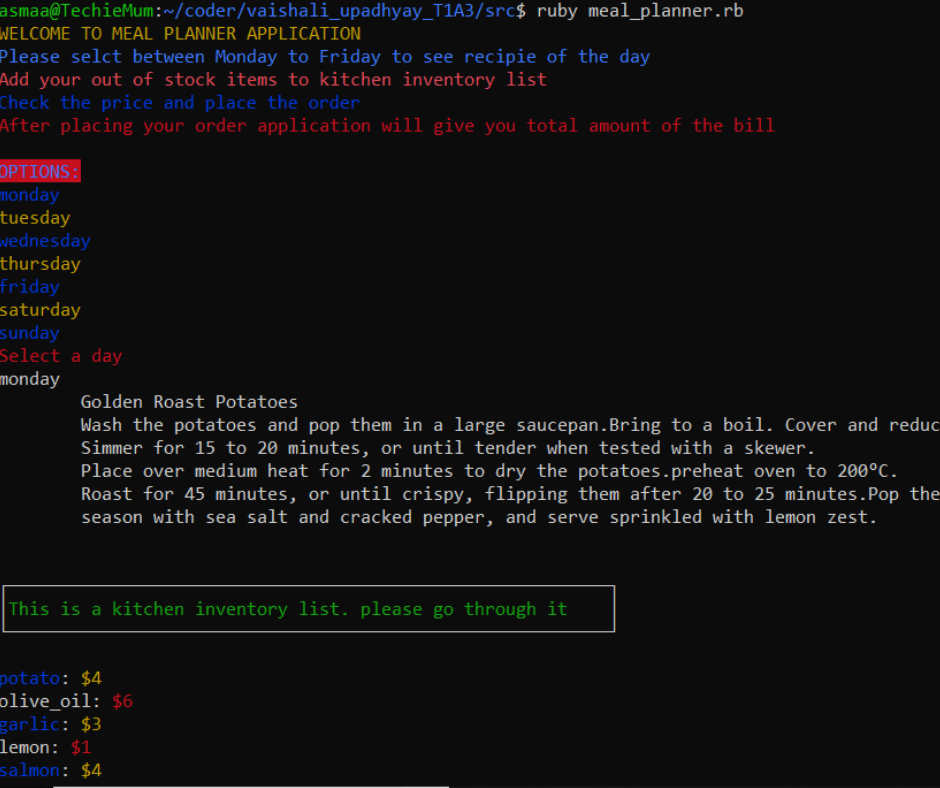 asmaa@TechieMum:~/coder/vaishali_upadhyay_T1A3/src$ ruby meal_planner.rb
WELCOME TO MEAL PLANNER APPLICATION
Please selct between Monday to Friday to see recipie of the day
Add your out of stock items to kitchen inventory list
Check the price and place the order
After placing your order application will give you total amount of the bill
OPTIONS:
monday
tuesday
wednesday
thursday
friday
saturday
sunday
Select a day
monday
Golden Roast Potatoes
Wash the potatoes and pop them in a large saucepan.Bring to a boil. Cover and reduc
Simmer for 15 to 20 minutes, or until tender when tested with a skewer.
Place over medium heat for 2 minutes to dry the potatoes.preheat oven to 200°C.
Roast for 45 minutes, or until crispy, flipping them after 20 to 25 minutes.Pop the
season with sea salt and cracked pepper, and serve sprinkled with lemon zest.
This is a kitchen inventory list. please go through it
potato: $4
olive_oil: $6
garlic: $3
lemon: $1
salmon: $4